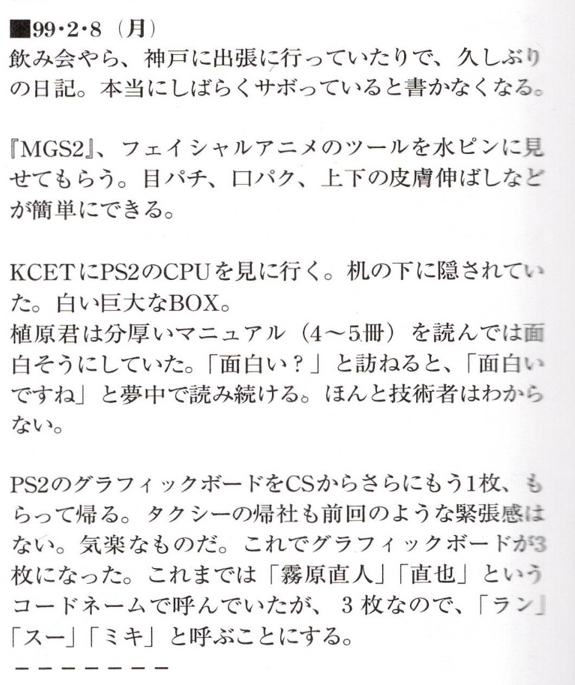 ■99・2・8（月）
飲み会やら、神戸に出張に行っていたりで、久しぶり
の日記。本当にしばらくサボっていると書かなくなる。
『MGS2』、フェイシャルアニメのツールを水ピンに見
せてもらう。目パチ、口パク、上下の皮膚伸ばしなど
が簡単にできる。
KCETにPS2のCPUを見に行く。机の下に隠されてい
た。白い巨大なBOX。
植原君は分厚いマニュアル（4〜5冊）を読んでは面
白そうにしていた。「面白い？」と訪ねると、「面白い
ですね」と夢中で読み続ける。ほんと技術者はわから
ない。
PS2のグラフィックボードをCSからさらにもう1枚、も
らって帰る。タクシーの帰社も前回のような緊張感は
ない。気楽なものだ。これでグラフィックボードが3
枚になった。これまでは「霧原直人」「直也」という
コードネームで呼んでいたが、3枚なので、「ラン」
「スー」「ミキ」と呼ぶことにする。
－－－－－－－